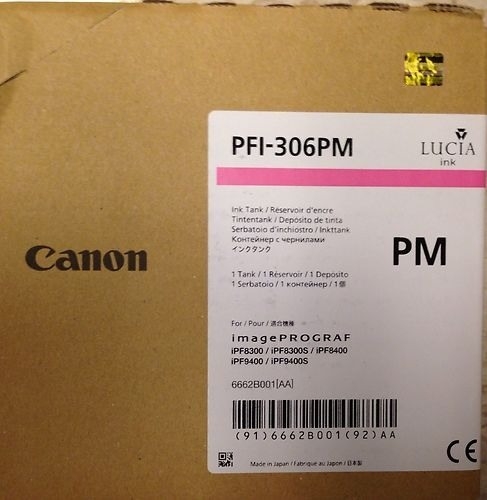 PFI-306PM
LUCIA
ink
Ink Tank / Réservoir d'encre
Tintentank / Depósito de tinta
Serbatoio d'inchiostro / Inkttank
Контейнер с чернилами
インクタンク
PM
Canon
1 Tank / 1 Réservoir / 1 Depósito
1 Serbatoio / 1 контейнер / 1個
For / Pour / 適合機種
imagePROGRAF
iPF8300 / iPF8300S / iPF8400
iPF9400 / iPF9400S
6662B001[AA]
(91)6662B001(92)AA
CE
Made in Japan / Fabriqué au Japon / 日本製